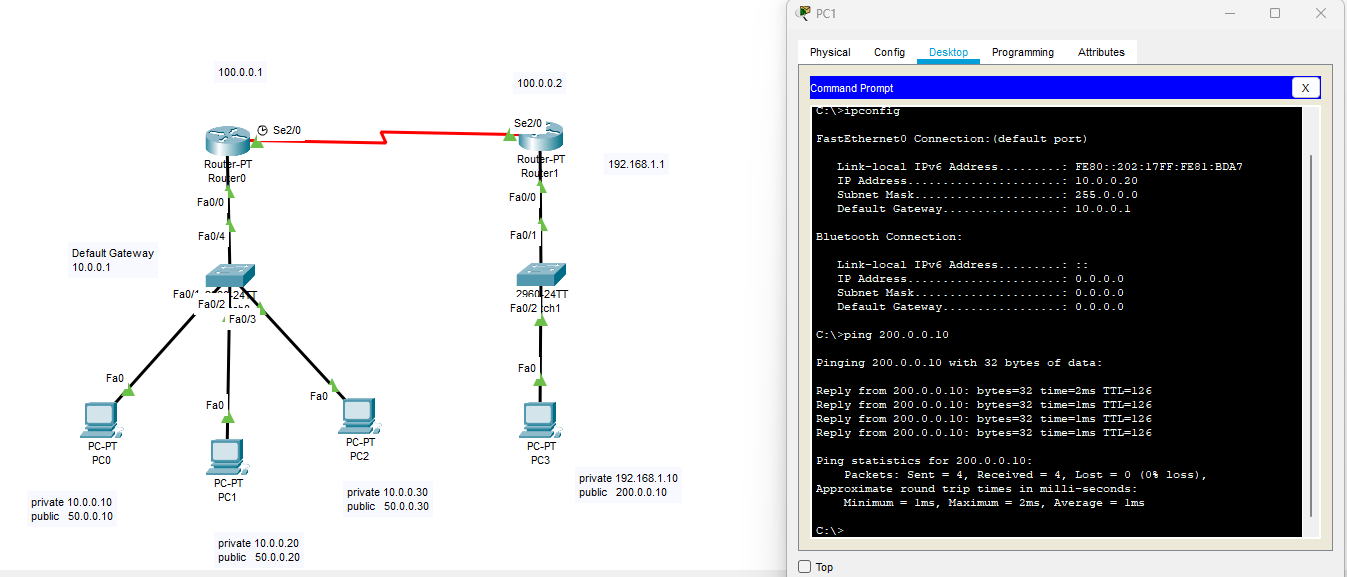 100.0.0.1
100.0.0.2
Se2/0
Se2/0
Router-PT
Router0
Router-PT
Router1
192.168.1.1
Fa0/0
Fa0/0
Fa0/4
Fa0/1
Default Gateway
10.0.0.1
Fa0/1
-24TT
Fa0/2
Fa0/3
2960-24TT
Fa0/2 ch1
Fa0
Fa0
Fa0
Fa0
PC-PT
PC0
PC-PT
PC1
PC-PT
PC2
PC-PT
PC3
private 10.0.0.10
public 50.0.0.10
private 10.0.0.20
public 50.0.0.20
private 10.0.0.30
public 50.0.0.30
private 192.168.1.10
public 200.0.0.10
PC1
Physical Config Desktop Programming Attributes
Command Prompt
X
C:\>ipconfig
FastEthernet0 Connection:(default port)
Link-local IPv6 Address.........: FE80::202:17FF:FE81:BDA7
IP Address......................: 10.0.0.20
Subnet Mask.....................: 255.0.0.0
Default Gateway.................: 10.0.0.1
Bluetooth Connection:
Link-local IPv6 Address.........: ::
IP Address......................: 0.0.0.0
Subnet Mask.....................: 0.0.0.0
Default Gateway.................: 0.0.0.0
C:\>ping 200.0.0.10
Pinging 200.0.0.10 with 32 bytes of data:
Reply from 200.0.0.10: bytes=32 time=2ms TTL=126
Reply from 200.0.0.10: bytes=32 time=1ms TTL=126
Reply from 200.0.0.10: bytes=32 time=1ms TTL=126
Reply from 200.0.0.10: bytes=32 time=1ms TTL=126
Ping statistics for 200.0.0.10:
Packets: Sent = 4, Received = 4, Lost = 0 (0% loss),
Approximate round trip times in milli-seconds:
Minimum = 1ms, Maximum = 2ms, Average = 1ms
C:\>
Top